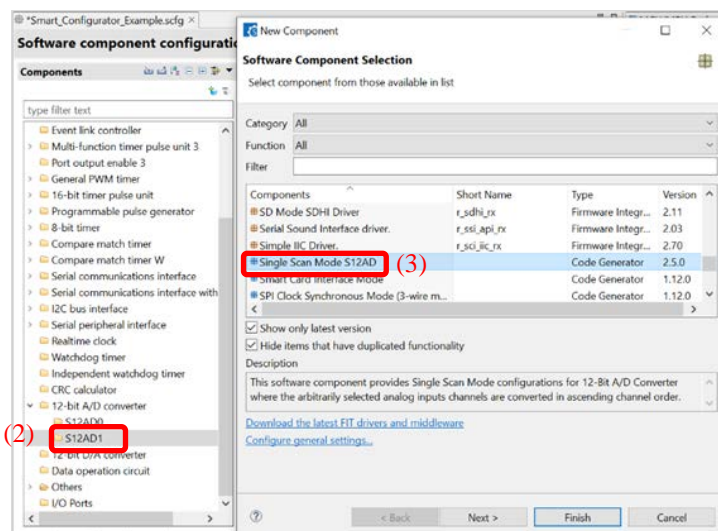 *Smart_Configurator_Example.scfg
Software component configuratio
Components
type filter text
Event link controller
Multi-function timer pulse unit 3
Port output enable 3
General PWM timer
16-bit timer pulse unit
Programmable pulse generator
8-bit timer
Compare match timer
Compare match timer W
Serial communications interface
Serial communications interface with
I2C bus interface
Serial peripheral interface
Realtime clock
Watchdog timer
Independent watchdog timer
CRC calculator
12-bit A/D converter
S12AD0
(2)
S12AD1
12-bit D/A converter
Data operation circuit
Others
I/O Ports
New Component
Software Component Selection
Select component from those available in list
Category All
Function All
Filter
Components Short Name Type Version
SD Mode SDHI Driver r_sdhi_rx Firmware Integr... 2.11
Serial Sound Interface driver. r_ssi_api_rx Firmware Integr... 2.03
Simple IIC Driver. r_sci_iic_rx Firmware Integr... 2.70
Single Scan Mode S12AD (3) Code Generator 2.5.0
Smart Card Interface Mode Code Generator 1.12.0
SPI Clock Synchronous Mode (3-wire m... Code Generator 1.12.0
Show only latest version
Hide items that have duplicated functionality
Description
This software component provides Single Scan Mode configurations for 12-Bit A/D Converter
where the arbitrarily selected analog inputs channels are converted in ascending channel order.
Download the latest FIT drivers and middleware
Configure general settings...
< Back
Next >
Finish
Cancel